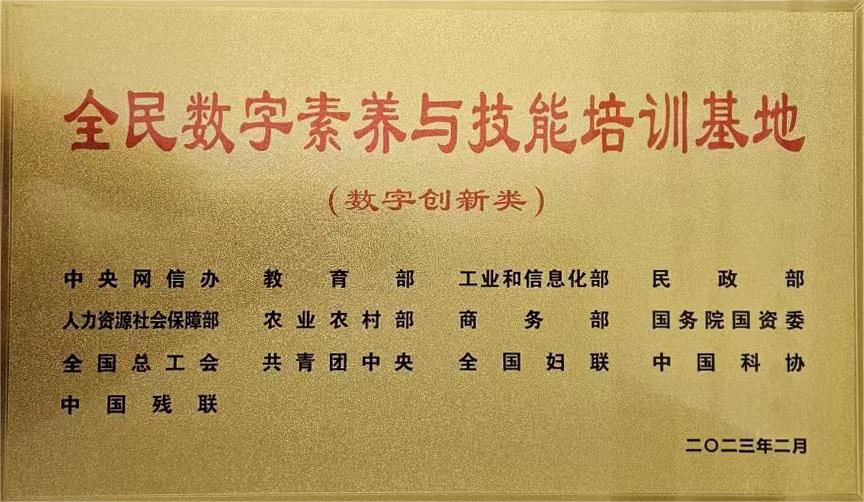 全民数字素养与技能培训基地
（数字创新类）
中央网信办 教育部 工业和信息化部 民政部
人力资源社会保障部 农业农村部 商务部 国务院国资委
全国总工会 共青团中央 全国妇联 中国科协
中国残联
二〇二三年二月